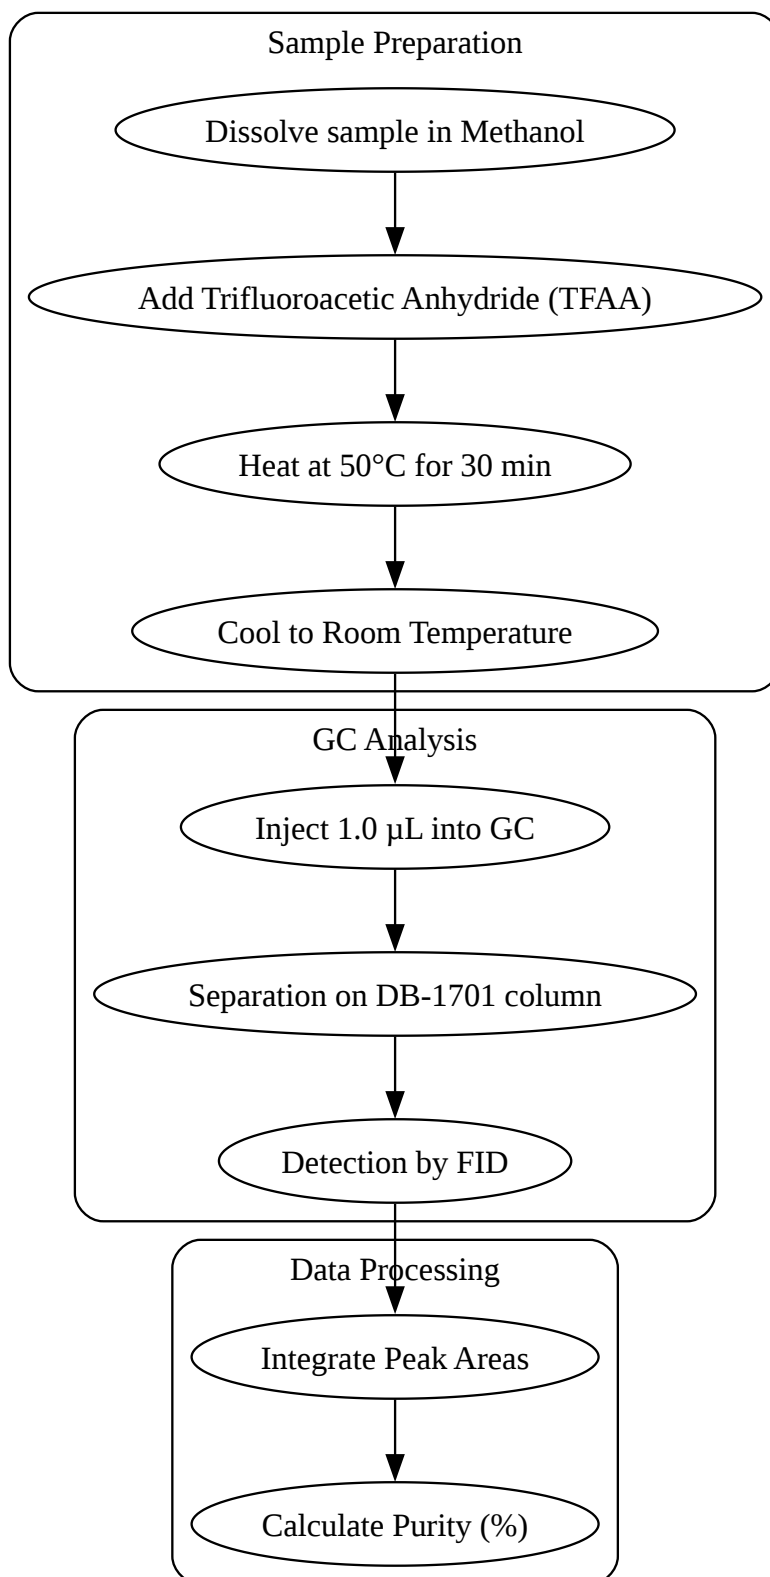 Sample Preparation
Dissolve sample in Methanol
Add Trifluoroacetic Anhydride (TFAA)
Heat at 50°C for 30 min
Cool to Room Temperature
GC Analysis
Inject 1.0 µL into GC
Separation on DB-1701 column
Detection by FID
Data Processing
Integrate Peak Areas
Calculate Purity (%)